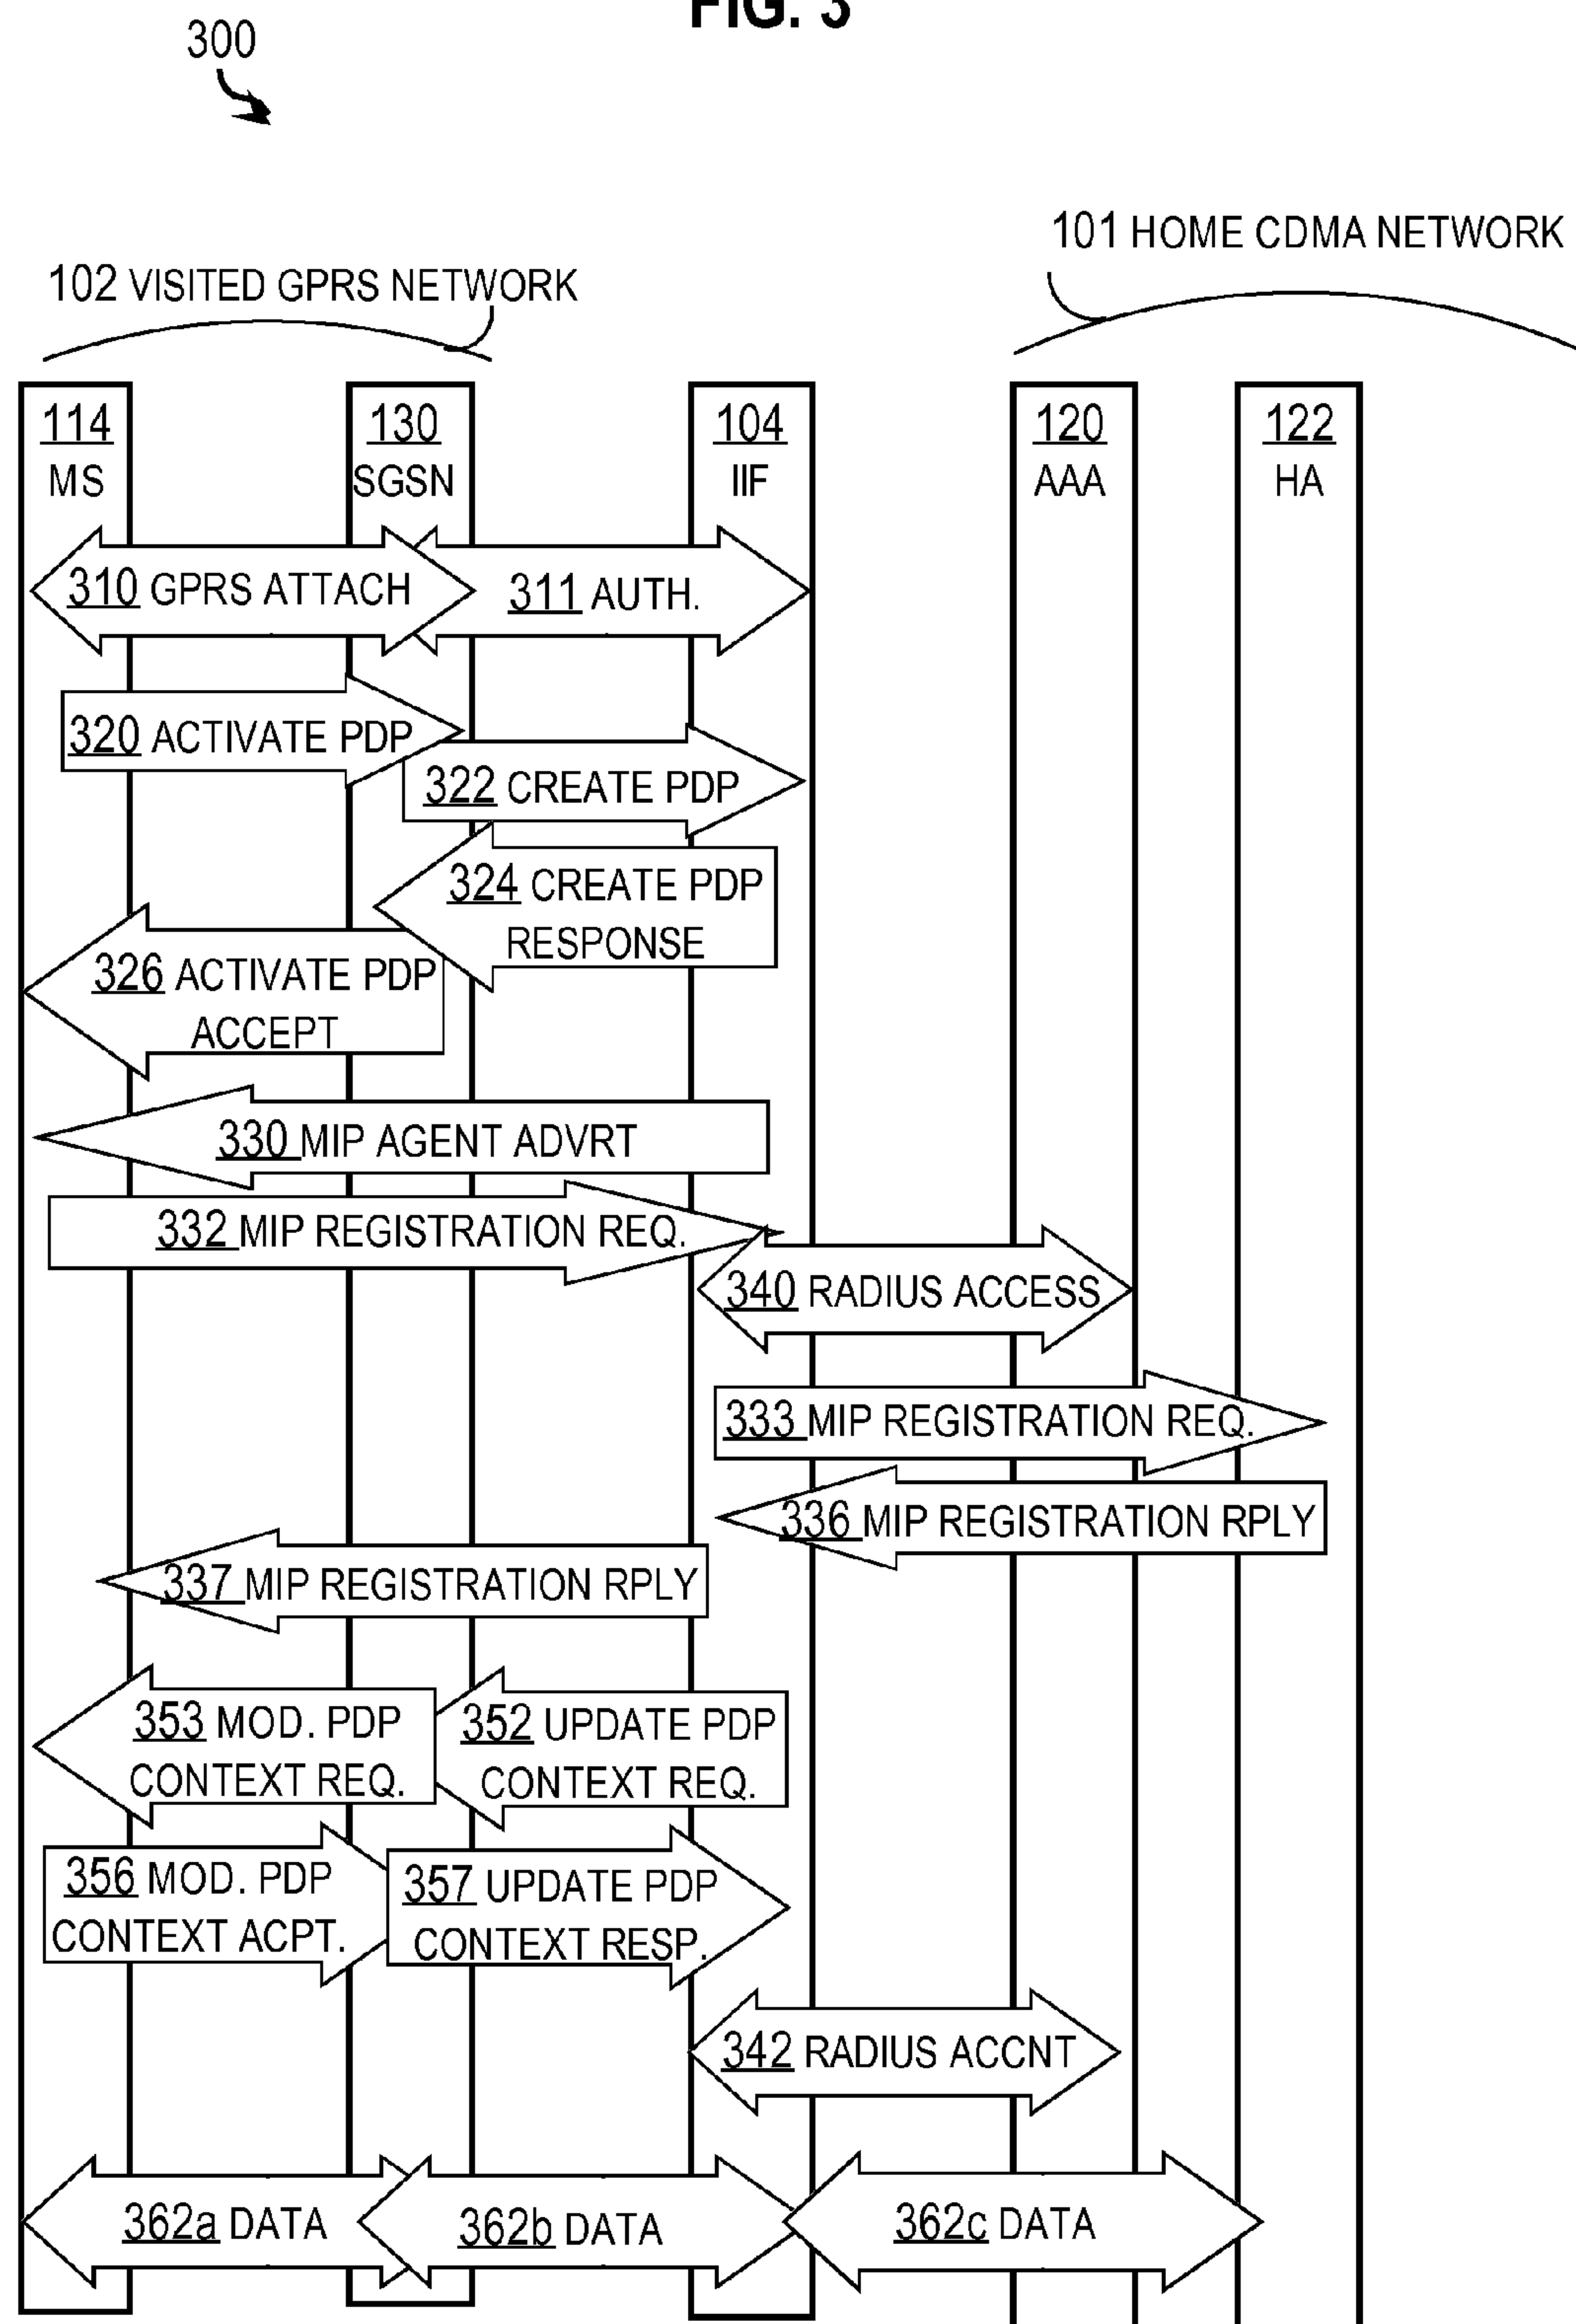 FIG. 3
300
101 HOME CDMA NETWORK
102 VISITED GPRS NETWORK
114
MS
130
SGSN
104
IIF
120
AAA
122
HA
310 GPRS ATTACH
311 AUTH.
320 ACTIVATE PDP
322 CREATE PDP
324 CREATE PDP
RESPONSE
326 ACTIVATE PDP
ACCEPT
330 MIP AGENT ADVRT
332 MIP REGISTRATION REQ.
340 RADIUS ACCESS
333 MIP REGISTRATION REQ.
336 MIP REGISTRATION RPLY
337 MIP REGISTRATION RPLY
353 MOD. PDP
CONTEXT REQ.
352 UPDATE PDP
CONTEXT REQ.
356 MOD. PDP
CONTEXT ACPT.
357 UPDATE PDP
CONTEXT RESP.
342 RADIUS ACCNT
362a DATA
362b DATA
362c DATA